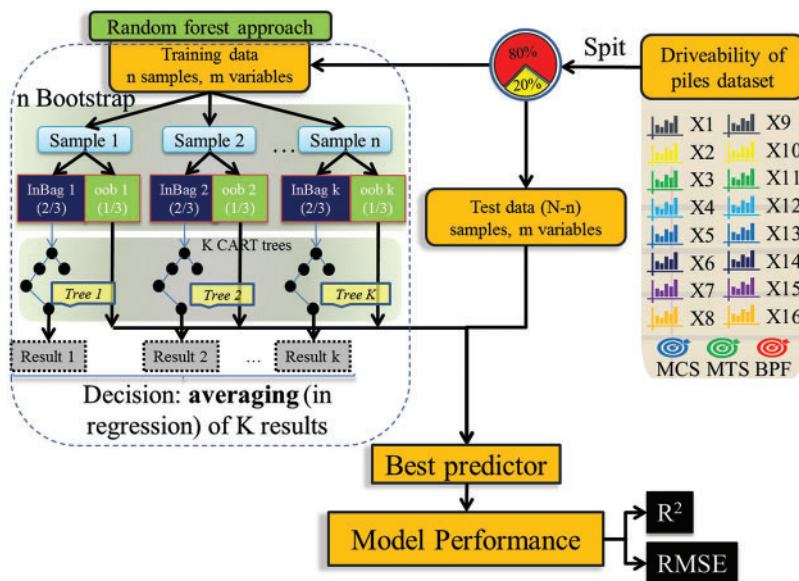 Random forest approach
Training data
n samples, m variables
80%
20%
Spit
Driveability of
piles dataset
n Bootstrap
Sample 1
Sample 2
...
Sample n
InBag 1
(2/3)
oob 1
(1/3)
InBag 2
(2/3)
oob 2
(1/3)
InBag k
(2/3)
oob k
(1/3)
K CART trees
Tree 1
Tree 2
Tree K
Result 1
Result 2
...
Result k
Decision: averaging (in
regression) of K results
Test data (N-n)
samples, m variables
X1 X9
X2 X10
X3 X11
X4 X12
X5 X13
X6 X14
X7 X15
X8 X16
MCS MTS BPF
Best predictor
Model Performance
R²
RMSE